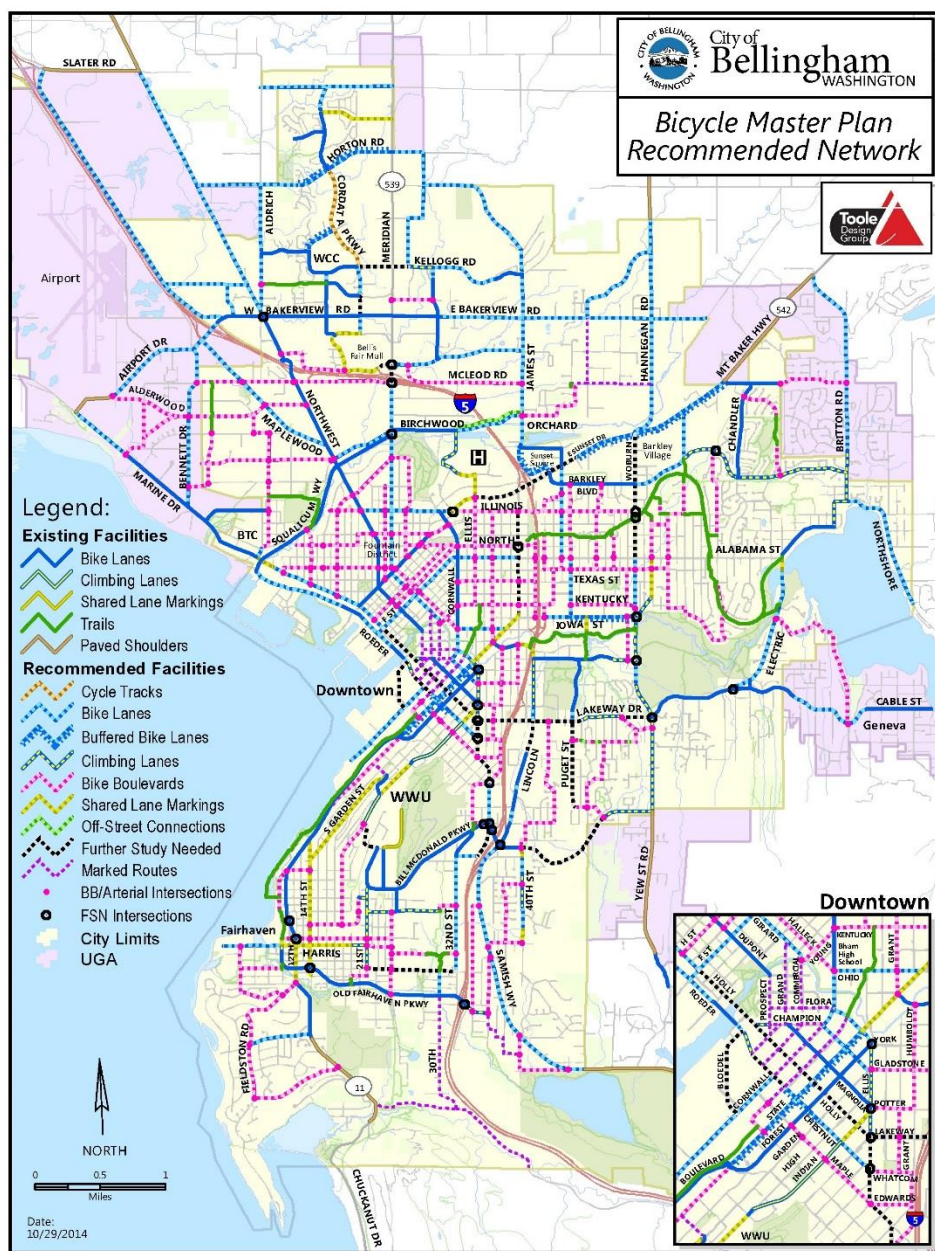 CITY OF BELLINGHAM
WASHINGTON
City of
Bellingham
WASHINGTON
Bicycle Master Plan
Recommended Network
Toole
Design
Group
SLATER RD
HORTON RD
CORDATA PKWY
ALDRICH
539
MERIDIAN
WCC
KELLOGG RD
Airport
W BAKERVIEW RD
E BAKERVIEW RD
HANNEGAN RD
542
MT BAKER HWY
AIRPORT DR
Bell's
Fair Mall
JAMES ST
MCLEOD RD
ALDERWOOD
5
NORTHWEST
MAPLEWOOD
BIRCHWOOD
ORCHARD
BENNETT DR
H
E SUNSET DR
Sunset
Square
WOBURN
Barkley
Village
CHANDLER
BRITTON RD
MARINE DR
BARKLEY
BLVD
SQUALICUM WY
BTC
ILLINOIS
ELLIS
NORTH
Fountain
District
ALABAMA ST
NORTHSHORE
TEXAS ST
CORNWALL
KENTUCKY
F ST
IOWA ST
ROEDER
ELECTRIC
Downtown
LAKEWAY DR
CABLE ST
Geneva
LINCOLN
PUGET ST
WWU
S GARDEN ST
BILL MCDONALD PKWY
14TH ST
32ND ST
40TH ST
YEW ST RD
Fairhaven
12TH
HARRIS
21ST
SAMISH WY
OLD FAIRHAVEN PKWY
FIELDSTON RD
30TH
11
CHUCKANUT DR
Legend:
Existing Facilities
Bike Lanes
Climbing Lanes
Shared Lane Markings
Trails
Paved Shoulders
Recommended Facilities
Cycle Tracks
Bike Lanes
Buffered Bike Lanes
Climbing Lanes
Bike Boulevards
Shared Lane Markings
Off-Street Connections
Further Study Needed
Marked Routes
BB/Arterial Intersections
FSN Intersections
City Limits
UGA
NORTH
0 0.5 1
Miles
Date:
10/29/2014
Downtown
H ST
F ST
GIRARD
HALLECK
YOUNG
KENTUCKY
Bham
High
School
GRANT
DUPONT
OHIO
HOLLY
ROEDER
PROSPECT
GRAND
COMMERCIAL
FLORA
CHAMPION
HUMBOLDT
YORK
BLOEDEL
GLADSTONE
ELLIS
CORNWALL
MAGNOLIA
POTTER
STATE
HOLLY
CHESTNUT
FOREST
LAKEWAY
BOULEVARD
GARDEN
HIGH
INDIAN
MAPLE
GRANT
WHATCOM
EDWARDS
WWU
5